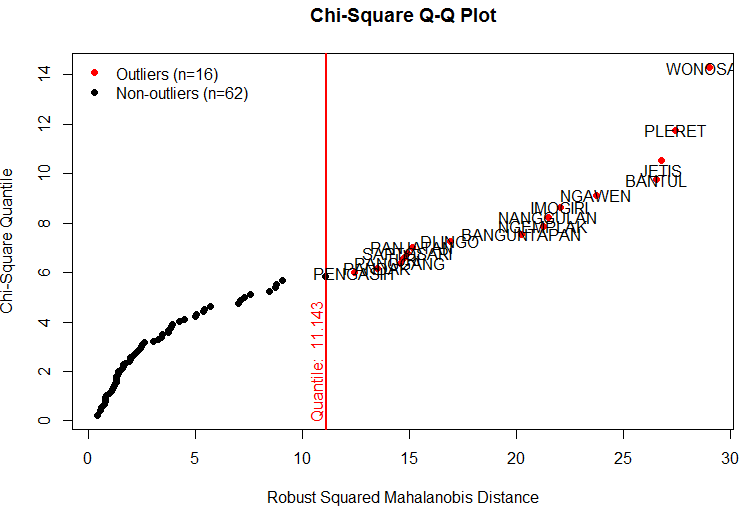 Chi-Square Q-Q Plot
Outliers (n=16)
Non-outliers (n=62)
WONOSA
PLERET
JETIS
BANTUL
NGAWEN
IMOGIRI
NANGGULAN
NGEMPLAK
BANGUNTAPAN
DLINGO
PANJATAN
SAPTOSARI
PENGASIH
Quantile: 11.143
Chi-Square Quantile
0
2
4
6
8
10
12
14
0
5
10
15
20
25
30
Robust Squared Mahalanobis Distance